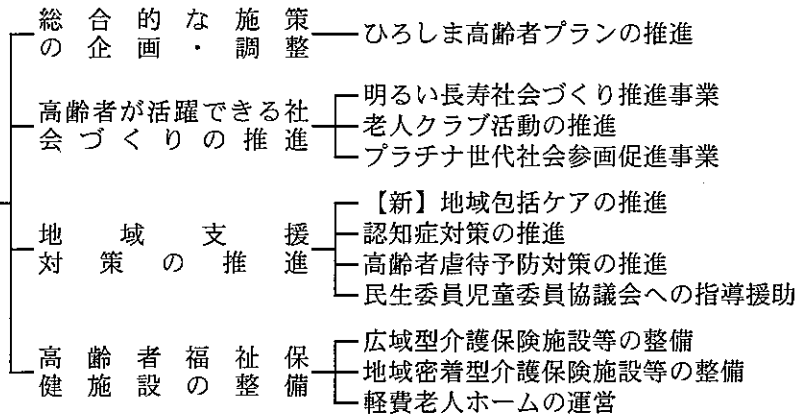 総合的な施策
の企画・調整
ひろしま高齢者プランの推進
高齢者が活躍できる社
会づくりの推進
明るい長寿社会づくり推進事業
老人クラブ活動の推進
プラチナ世代社会参画促進事業
地域支援
対策の推進
【新】地域包括ケアの推進
認知症対策の推進
高齢者虐待予防対策の推進
民生委員児童委員協議会への指導援助
高齢者福祉保
健施設の整備
広域型介護保険施設等の整備
地域密着型介護保険施設等の整備
軽費老人ホームの運営